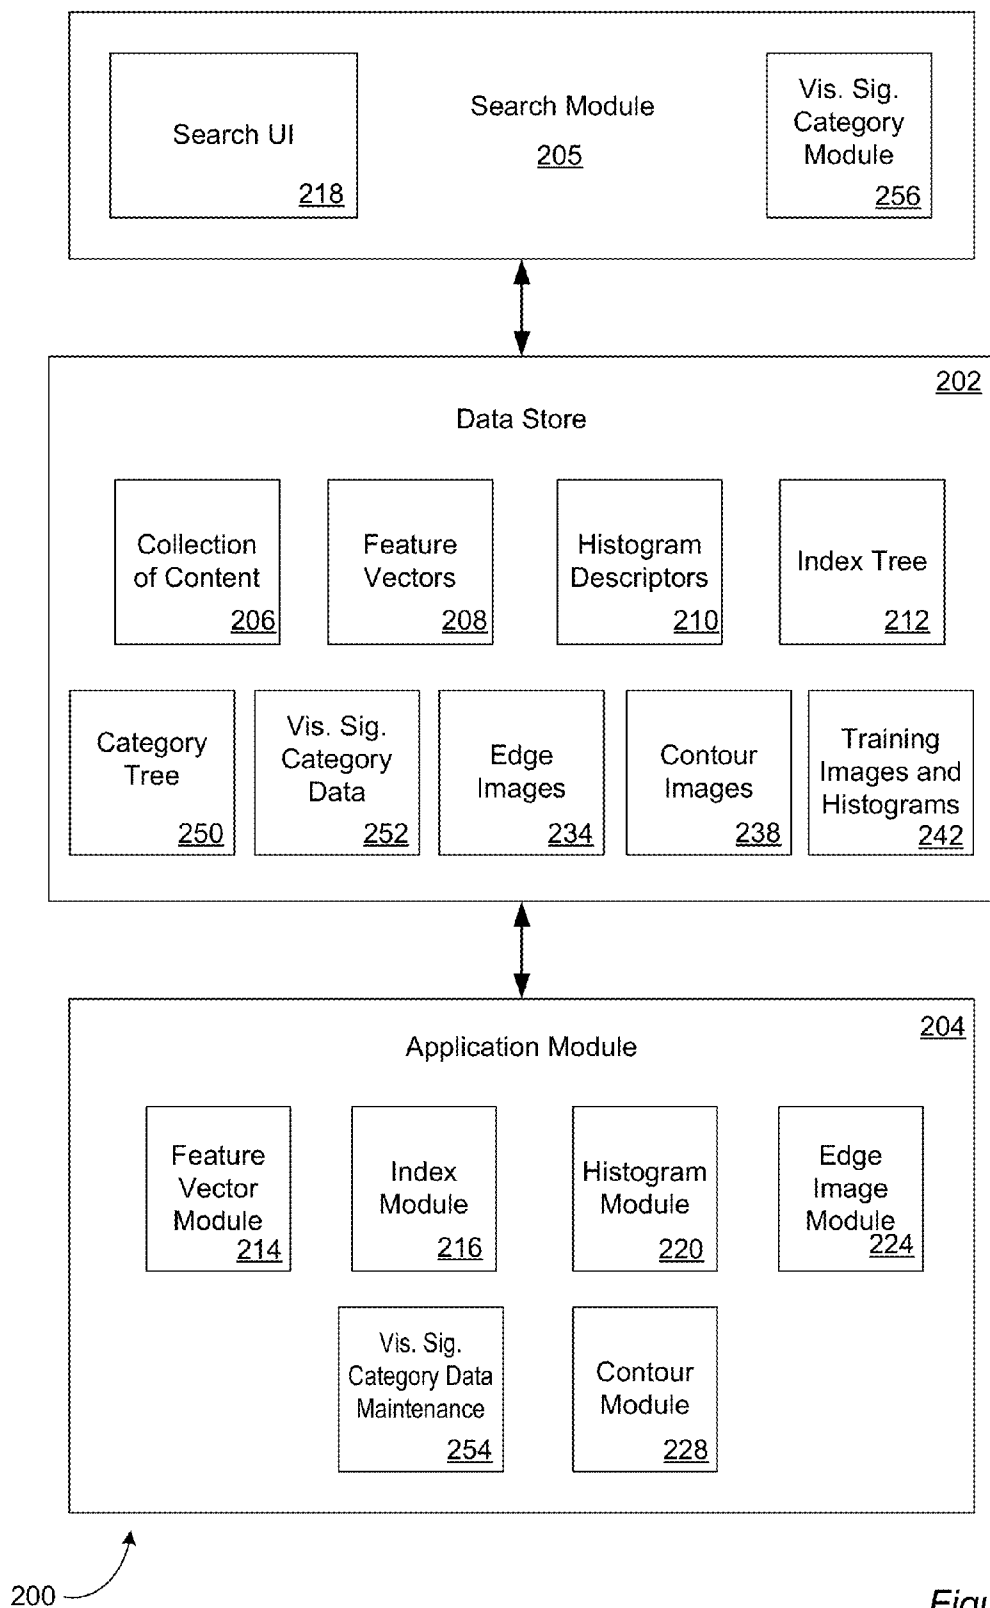 Search UI
218
Search Module
205
Vis. Sig.
Category
Module
256
202
Data Store
Collection
of Content
206
Feature
Vectors
208
Histogram
Descriptors
210
Index Tree
212
Category
Tree
250
Vis. Sig.
Category
Data
252
Edge
Images
234
Contour
Images
238
Training
Images and
Histograms
242
204
Application Module
Feature
Vector
Module
214
Index
Module
216
Histogram
Module
220
Edge
Image
Module
224
Vis. Sig.
Category Data
Maintenance
254
Contour
Module
228
200